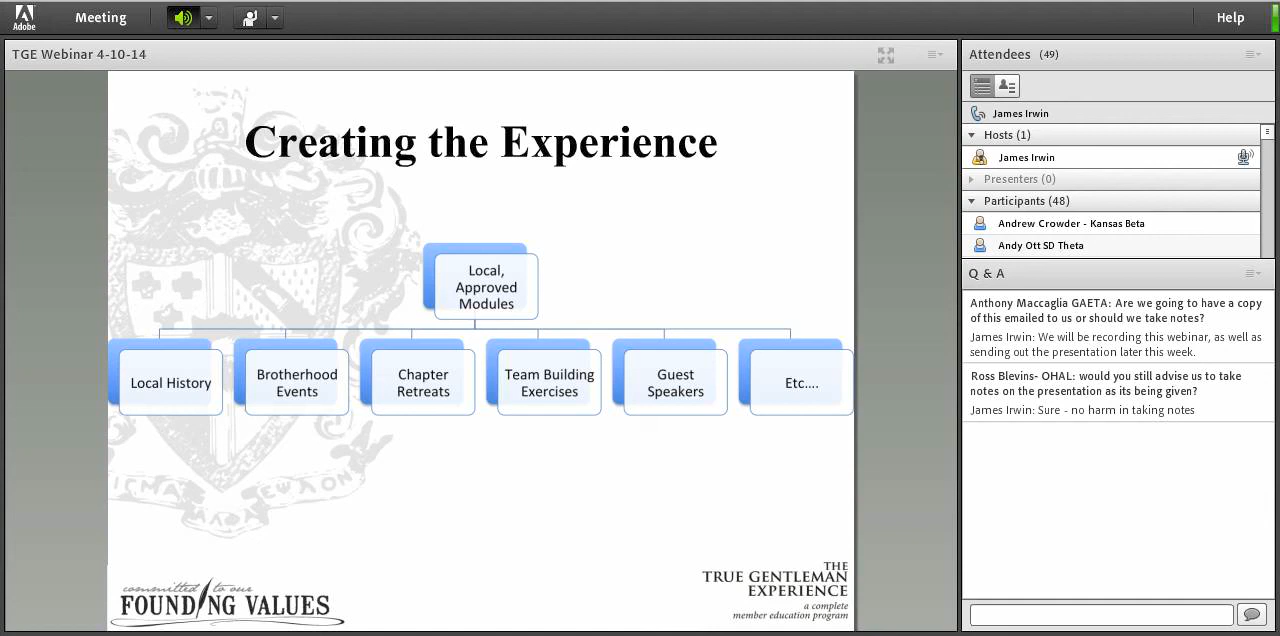 Adobe
Meeting
Help
TGE Webinar 4-10-14
Creating the Experience
Local,
Approved
Modules
Local History
Brotherhood
Events
Chapter
Retreats
Team Building
Exercises
Guest
Speakers
Etc....
committed to our
FOUNDING VALUES
THE
TRUE GENTLEMAN
EXPERIENCE
a complete
member education program
Attendees (49)
James Irwin
Hosts (1)
James Irwin
Presenters (0)
Participants (48)
Andrew Crowder - Kansas Beta
Andy Ott SD Theta
Q & A
Anthony Maccaglia GAETA: Are we going to have a copy
of this emailed to us or should we take notes?
James Irwin: We will be recording this webinar, as well as
sending out the presentation later this week.
Ross Blevins- OHAL: would you still advise us to take
notes on the presentation as its being given?
James Irwin: Sure - no harm in taking notes